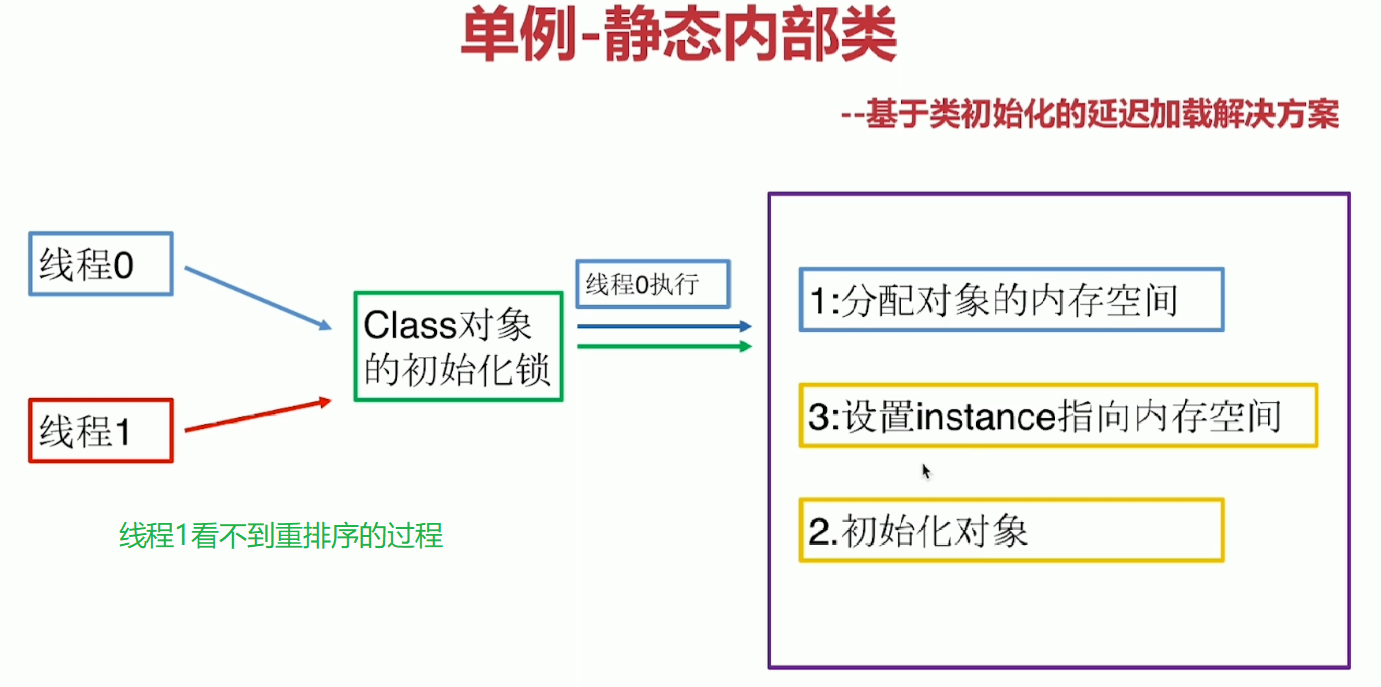 单例-静态内部类
--基于类初始化的延迟加载解决方案
线程0
线程1
Class对象
的初始化锁
线程0执行
1:分配对象的内存空间
3:设置instance指向内存空间
2.初始化对象
线程1看不到重排序的过程